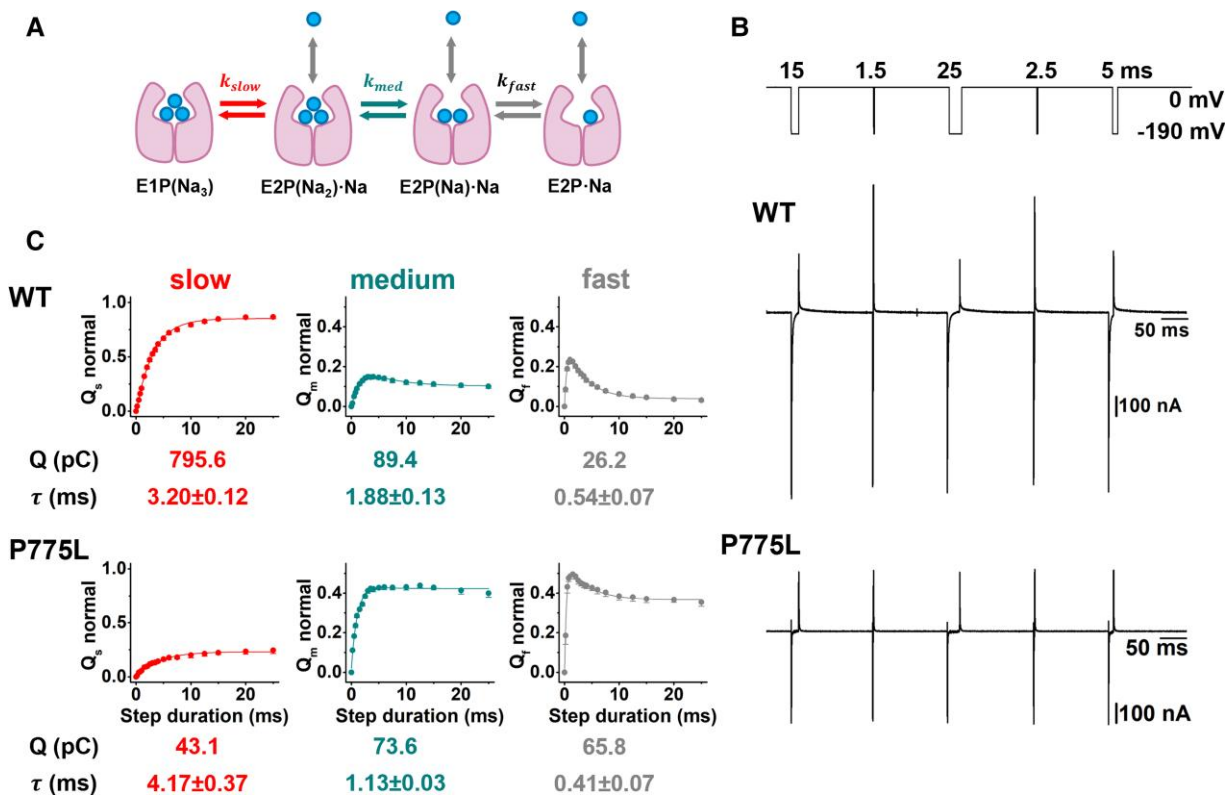 A
k_slow k_med k_fast
E1P(Na₃) E2P(Na₂)·Na E2P(Na)·Na E2P·Na
B
15 1.5 25 2.5 5 ms
0 mV
-190 mV
WT
50 ms
100 nA
P775L
50 ms
100 nA
C
WT
slow medium fast
Qs normal
1.0
0.5
0.0
0 10 20
Qm normal
0.4
0.2
0.0
0 10 20
Qf normal
0.4
0.2
0.0
0 10 20
Q (pC) 795.6 89.4 26.2
τ (ms) 3.20±0.12 1.88±0.13 0.54±0.07
P775L
Qs normal
1.0
0.5
0.0
0 10 20
Step duration (ms)
Qm normal
0.4
0.2
0.0
0 10 20
Step duration (ms)
Qf normal
0.4
0.2
0.0
0 10 20
Step duration (ms)
Q (pC) 43.1 73.6 65.8
τ (ms) 4.17±0.37 1.13±0.03 0.41±0.07